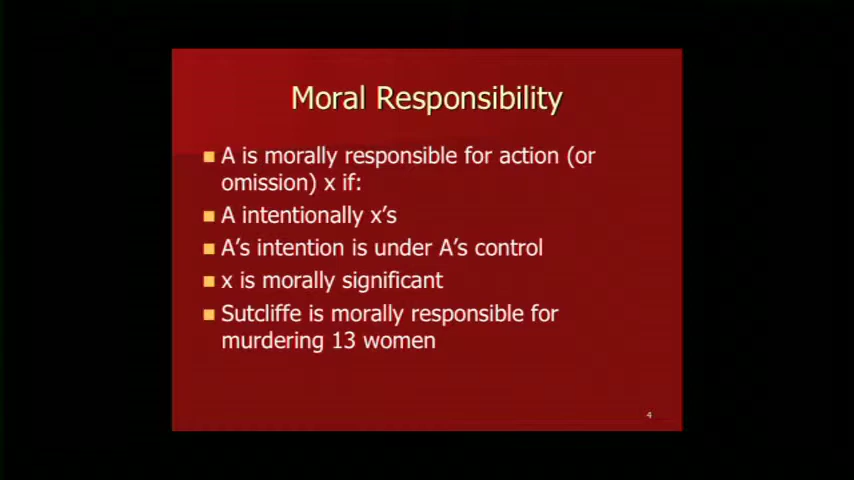 Moral Responsibility
A is morally responsible for action (or
omission) x if:
A intentionally x's
A's intention is under A's control
x is morally significant
Sutcliffe is morally responsible for
murdering 13 women
4